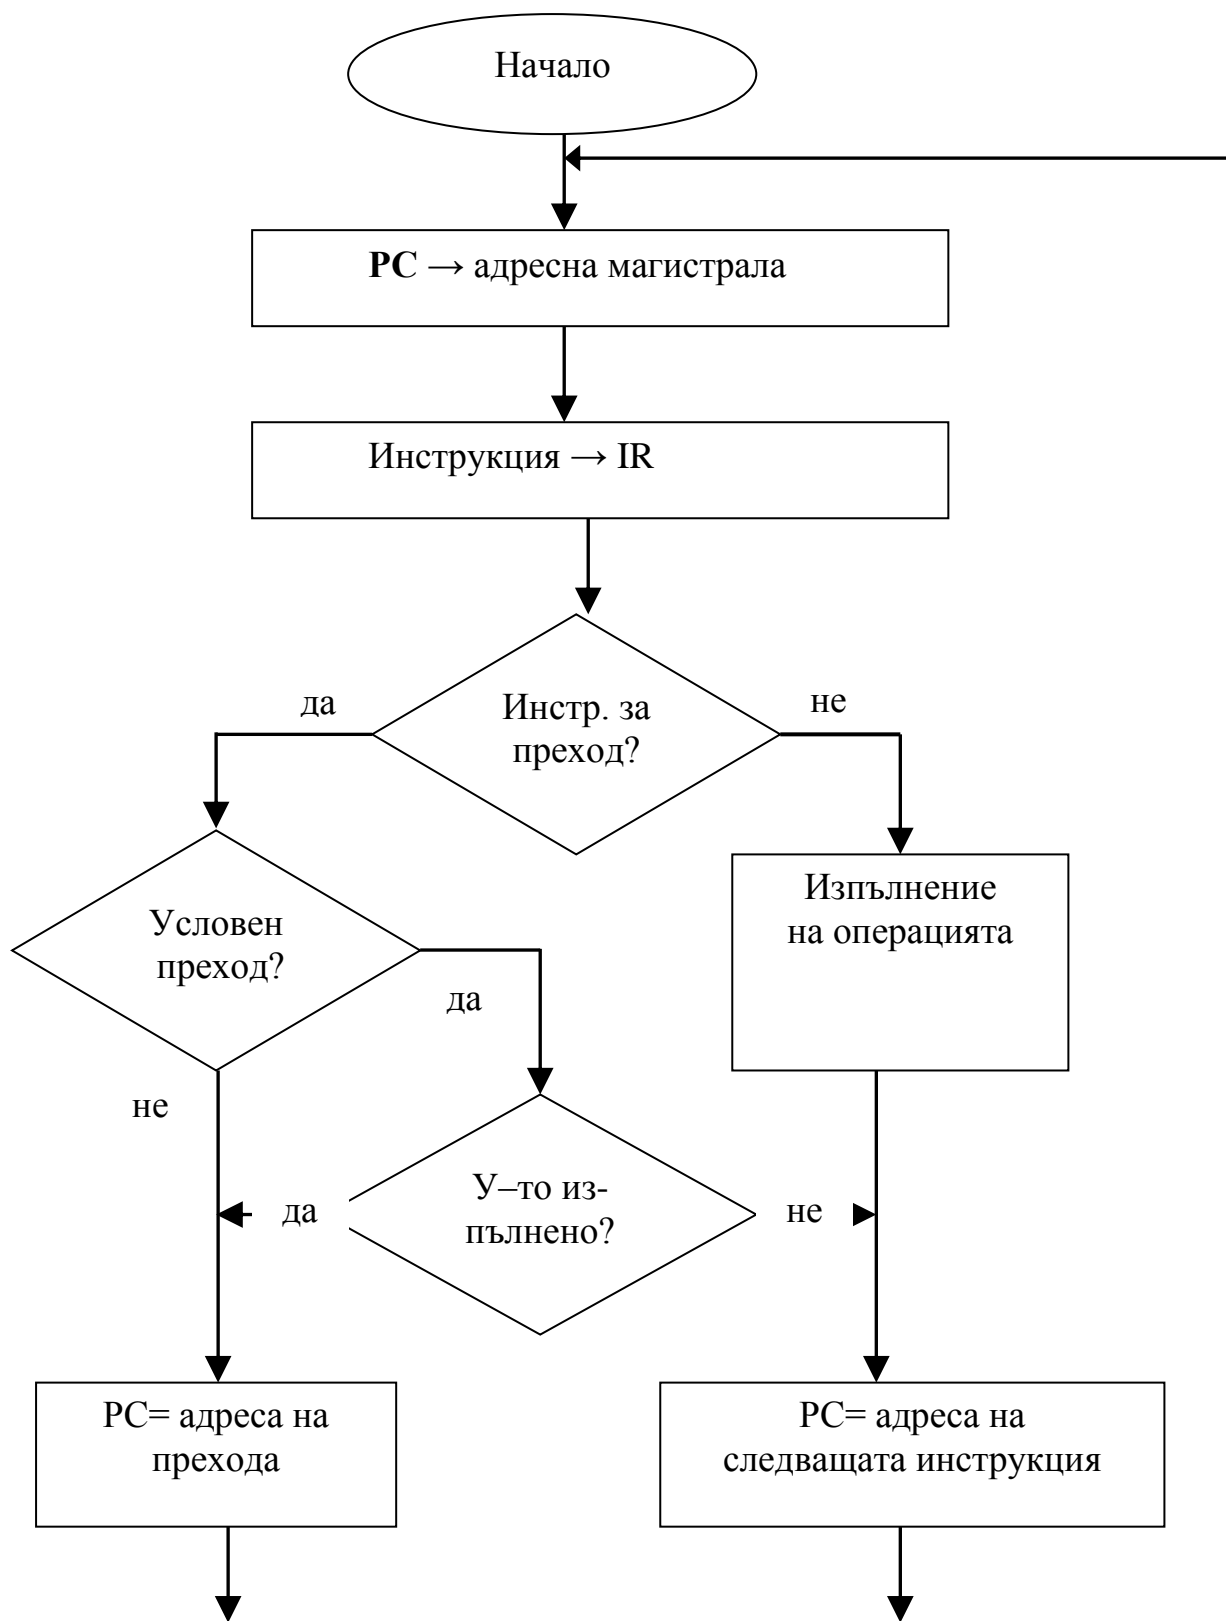 Начало
PC → адресна магистрала
Инструкция → IR
да
Инстр. за
преход?
не
Условен
преход?
да
Изпълнение
на операцията
не
да
У–то из-
пълнено?
не
PC= адреса на
прехода
PC= адреса на
следващата инструкция